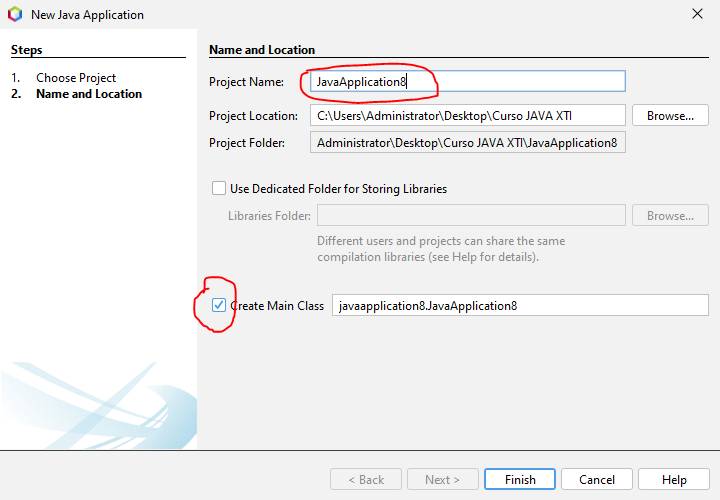 New Java Application
Steps
1. Choose Project
2. Name and Location
Name and Location
Project Name: JavaApplication8
Project Location: C:\Users\Administrator\Desktop\Curso JAVA XTI Browse...
Project Folder: Administrator\Desktop\Curso JAVA XTI\JavaApplication8
Use Dedicated Folder for Storing Libraries
Libraries Folder: Browse...
Different users and projects can share the same
compilation libraries (see Help for details).
Create Main Class javaapplication8.JavaApplication8
< Back Next > Finish Cancel Help